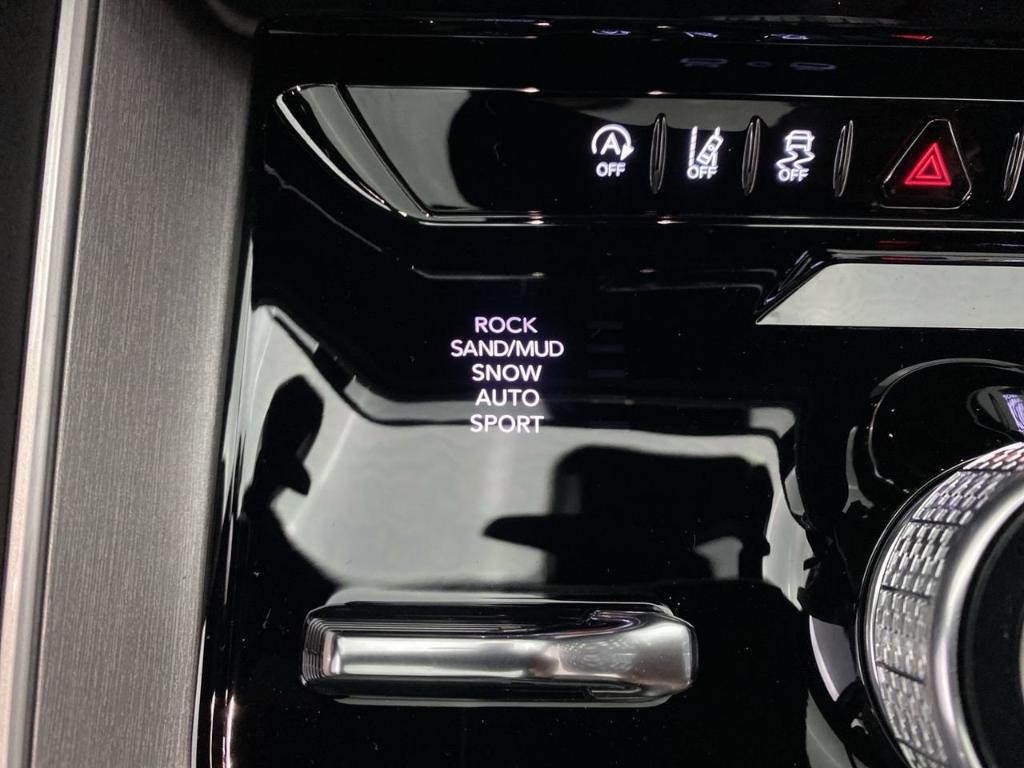 A
OFF
OFF
OFF
ROCK
SAND/MUD
SNOW
AUTO
SPORT